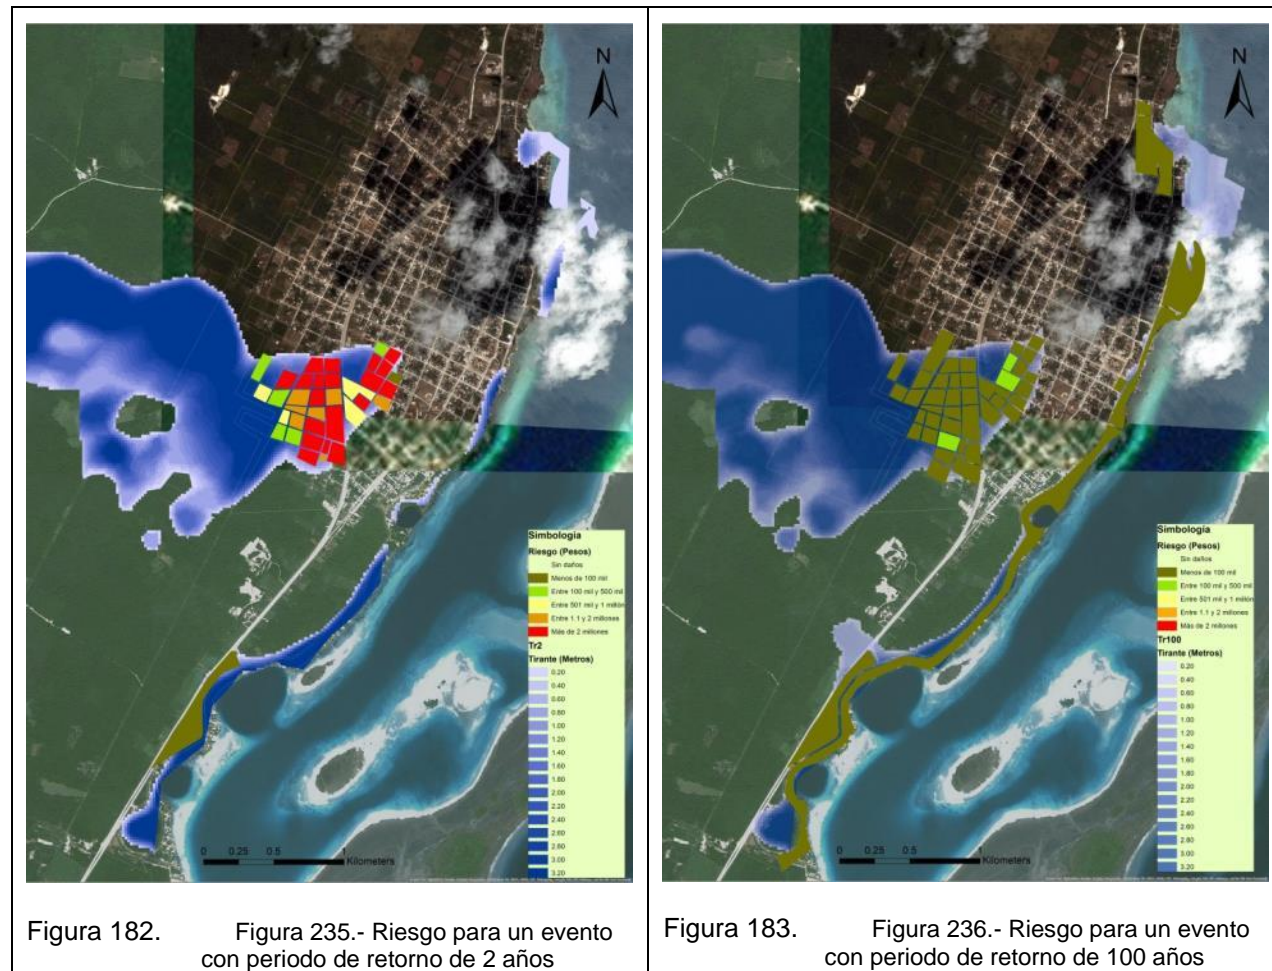 N
Simbología
Riesgo (Pesos)
Sin daños
Menos de 100 mil
Entre 100 mil y 500 mil
Entre 501 mil y 1 millón
Entre 1.1 y 2 millones
Más de 2 millones
Tr2
Tirante (Metros)
0.20
0.40
0.60
0.80
1.00
1.20
1.40
1.60
1.80
2.00
2.20
2.40
2.60
2.80
3.00
3.20
0 0.25 0.5 1
Kilometers
Figura 182. Figura 235.- Riesgo para un evento
con periodo de retorno de 2 años
N
Simbología
Riesgo (Pesos)
Sin daños
Menos de 100 mil
Entre 100 mil y 500 mil
Entre 501 mil y 1 millón
Entre 1.1 y 2 millones
Más de 2 millones
Tr100
Tirante (Metros)
0.20
0.40
0.60
0.80
1.00
1.20
1.40
1.60
1.80
2.00
2.20
2.40
2.60
2.80
3.00
3.20
0 0.25 0.5 1
Kilometers
Figura 183. Figura 236.- Riesgo para un evento
con periodo de retorno de 100 años